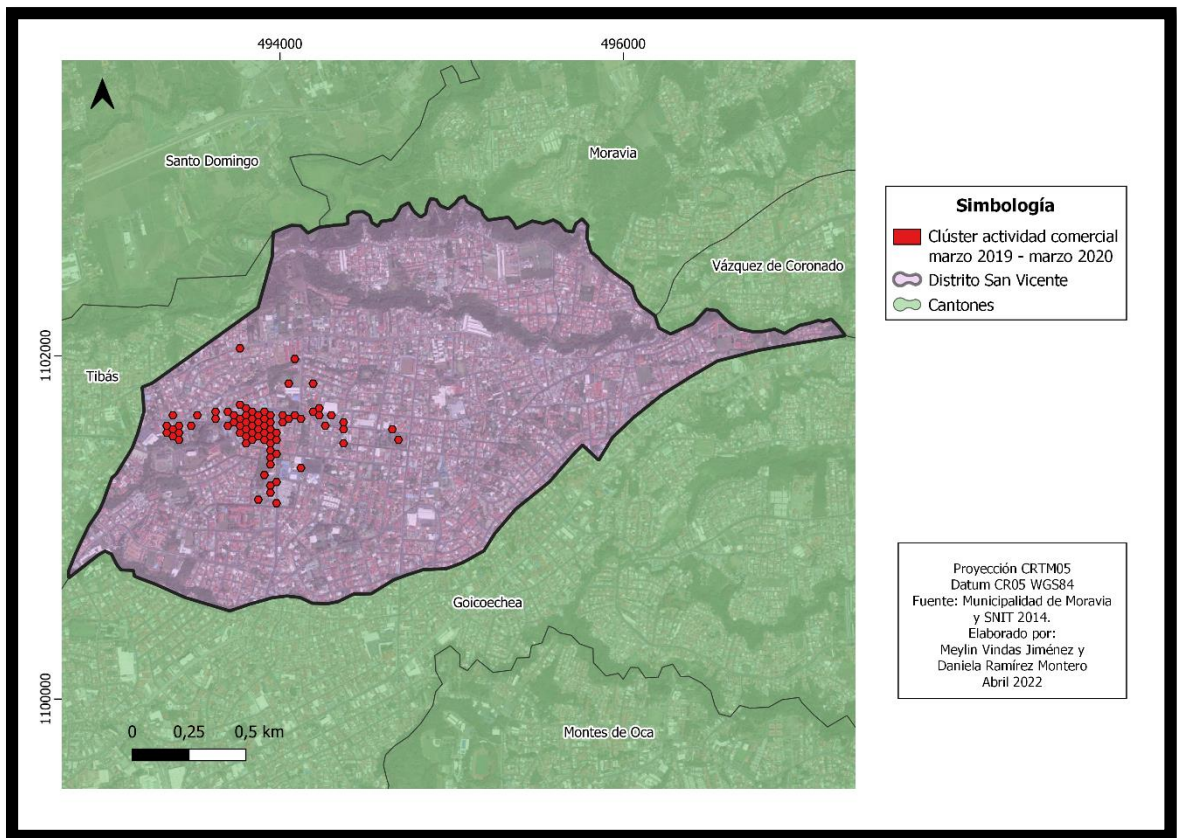 494000
496000
Santo Domingo
Moravia
Vázquez de Coronado
1102000
Tibás
Goicoechea
1100000
Montes de Oca
0 0,25 0,5 km
Simbología
Clúster actividad comercial
marzo 2019 - marzo 2020
Distrito San Vicente
Cantones
Proyección CRTM05
Datum CR05 WGS84
Fuente: Municipalidad de Moravia
y SNIT 2014.
Elaborado por:
Meylin Vindas Jiménez y
Daniela Ramírez Montero
Abril 2022